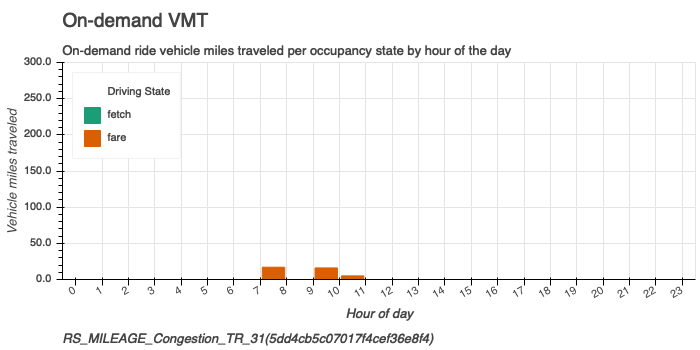 On-demand VMT
On-demand ride vehicle miles traveled per occupancy state by hour of the day
300.0
250.0
200.0
150.0
100.0
50.0
0.0
Vehicle miles traveled
Driving State
fetch
fare
0 1 2 3 4 5 6 7 8 9 10 11 12 13 14 15 16 17 18 19 20 21 22 23
Hour of day
RS_MILEAGE_Congestion_TR_31(5dd4cb5c07017f4cef36e8f4)